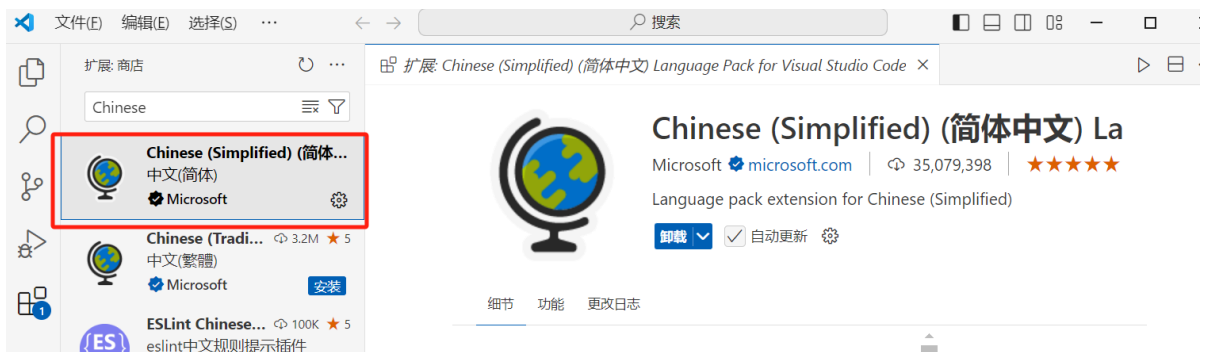 文件(F) 编辑(E) 选择(S) ··· 搜索
扩展: 商店
Chinese
Chinese (Simplified) (简体...
中文(简体)
Microsoft
Chinese (Tradi... 3.2M ★ 5
中文(繁體)
Microsoft 安装
ESLint Chinese... 100K ★ 5
{ES}
eslint中文规则提示插件
1
扩展: Chinese (Simplified) (简体中文) Language Pack for Visual Studio Code
Chinese (Simplified) (简体中文) La
Microsoft microsoft.com 35,079,398 ★★★★★
Language pack extension for Chinese (Simplified)
卸载 自动更新
细节 功能 更改日志